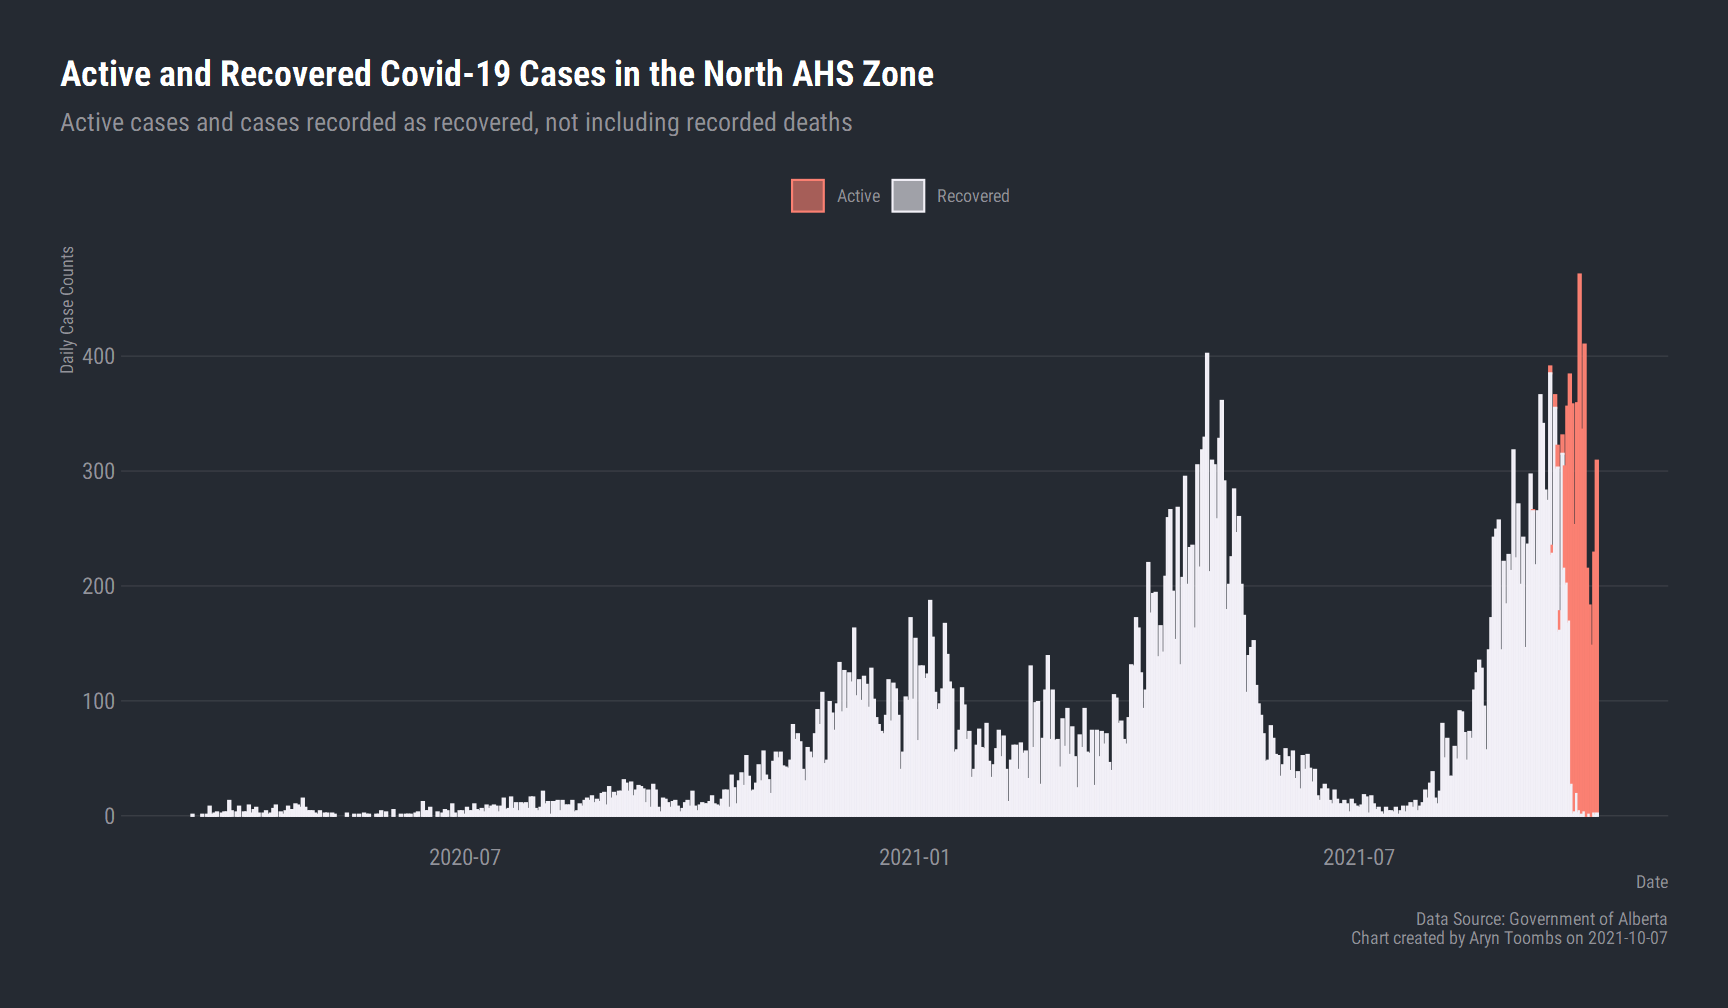 Active and Recovered Covid-19 Cases in the North AHS Zone
Active cases and cases recorded as recovered, not including recorded deaths
Active
Recovered
Daily Case Counts
400
300
200
100
0
2020-07
2021-01
2021-07
Date
Data Source: Government of Alberta
Chart created by Aryn Toombs on 2021-10-07